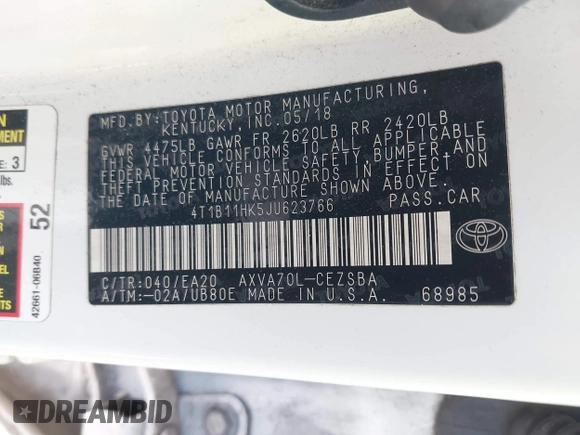 MFD.BY:TOYOTA MOTOR MANUFACTURING,
KENTUCKY,INC.05/18
GVWR 4475LB GAWR FR 2620LB RR 2420LB
THIS VEHICLE CONFORMS TO ALL APPLICABLE
FEDERAL MOTOR VEHICLE SAFETY,BUMPER,AND
THEFT PREVENTION STANDARDS IN EFFECT ON
THE DATE OF MANUFACTURE SHOWN ABOVE.
4T1B11HK5JU623766 PASS.CAR
C/TR:040/EA20 AXVA70L-CEZSBA
A/TM:-02A/UB80E MADE IN U.S.A. 68985
: 3
lbs.
52
42661-06B40
DREAMBID